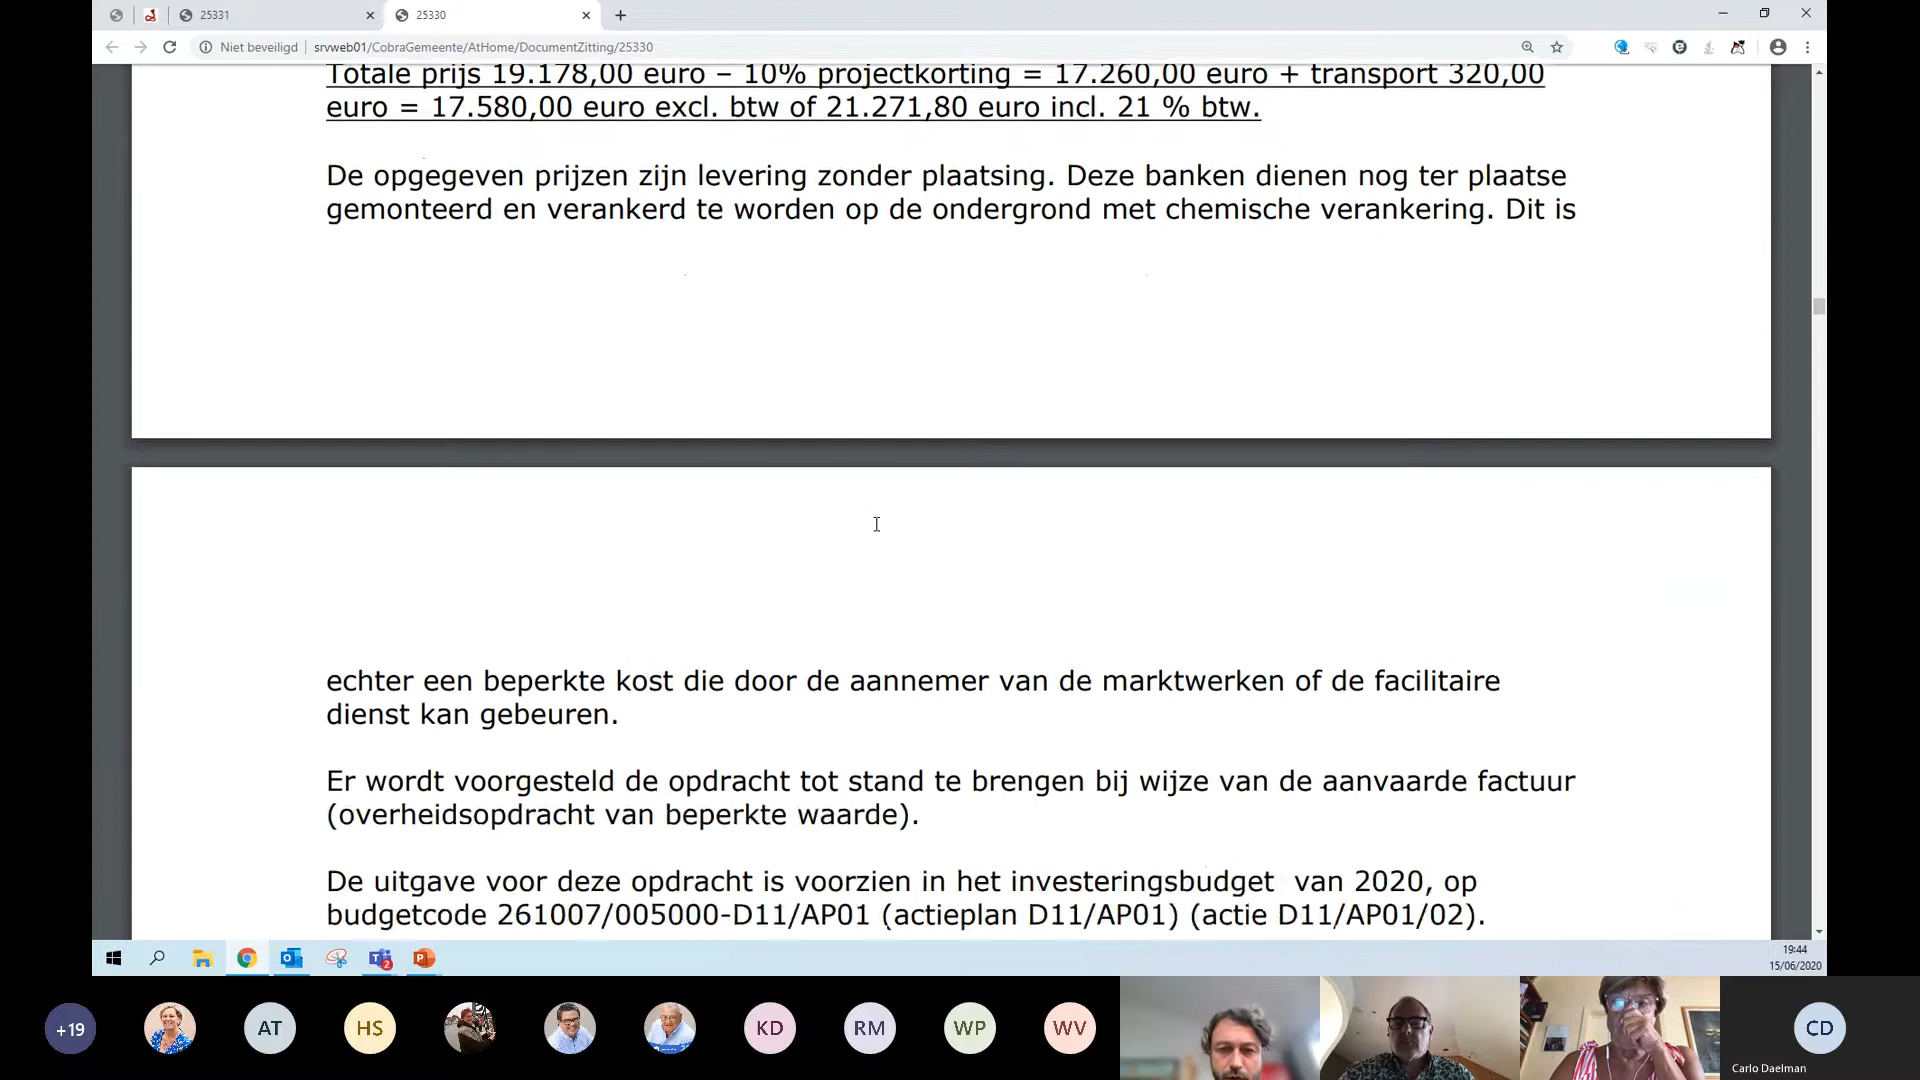 25331
25330
Niet beveiligd
srvweb01/CobraGemeente/AtHome/DocumentZitting/25330
Totale prijs 19.178,00 euro – 10% projectkorting = 17.260,00 euro + transport 320,00
euro = 17.580,00 euro excl. btw of 21.271,80 euro incl. 21 % btw.
De opgegeven prijzen zijn levering zonder plaatsing. Deze banken dienen nog ter plaatse
gemonteerd en verankerd te worden op de ondergrond met chemische verankering. Dit is
echter een beperkte kost die door de aannemer van de marktwerken of de facilitaire
dienst kan gebeuren.
Er wordt voorgesteld de opdracht tot stand te brengen bij wijze van de aanvaarde factuur
(overheidsopdracht van beperkte waarde).
De uitgave voor deze opdracht is voorzien in het investeringsbudget van 2020, op
budgetcode 261007/005000-D11/AP01 (actieplan D11/AP01) (actie D11/AP01/02).
19:44
15/06/2020
+19
AT
HS
KD
RM
WP
WV
CD
Carlo Daelman